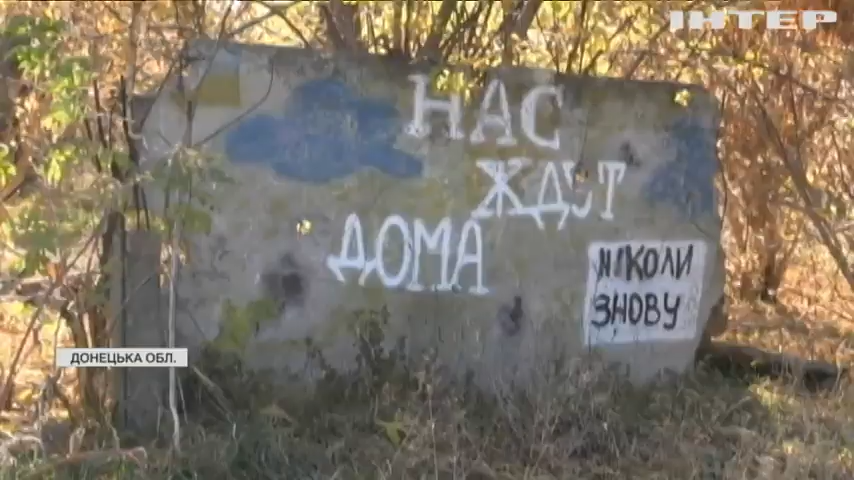 ІНТЕР
НАС
ЖДУТ
ДОМА
НІКОЛИ
ЗНОВУ
ДОНЕЦЬКА ОБЛ.